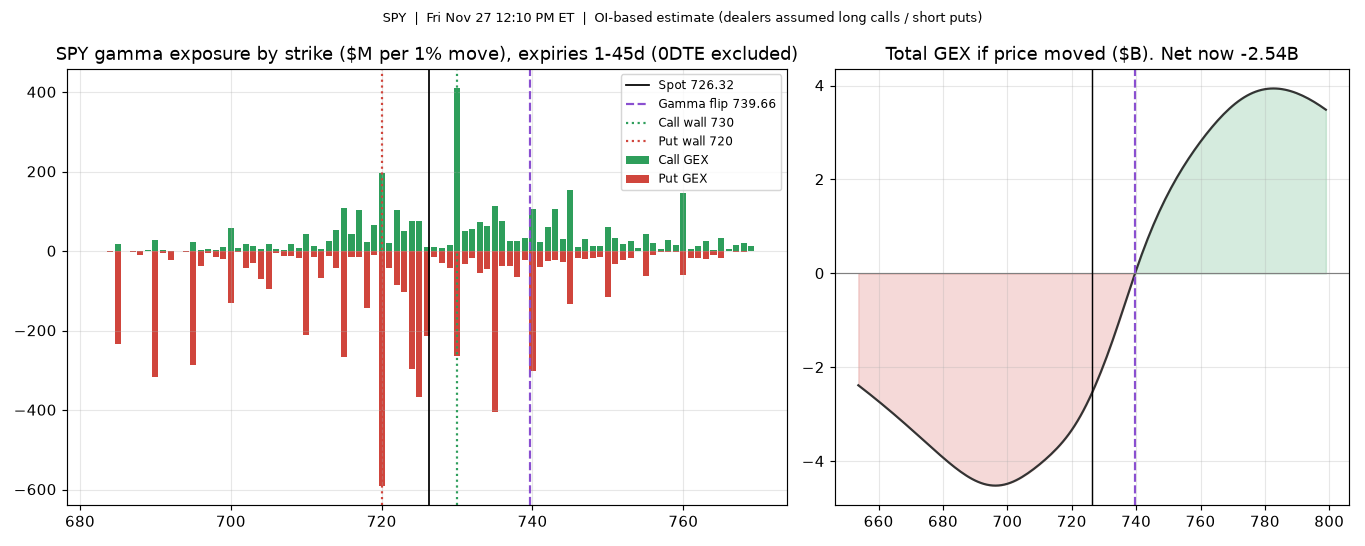 SPY | Fri Nov 27 12:10 PM ET | OI-based estimate (dealers assumed long calls / short puts)
SPY gamma exposure by strike ($M per 1% move), expiries 1-45d (0DTE excluded)
Spot 726.32
Gamma flip 739.66
Call wall 730
Put wall 720
Call GEX
Put GEX
400
200
0
−200
−400
−600
680
700
720
740
760
Total GEX if price moved ($B). Net now -2.54B
4
2
0
−2
−4
660
680
700
720
740
760
780
800